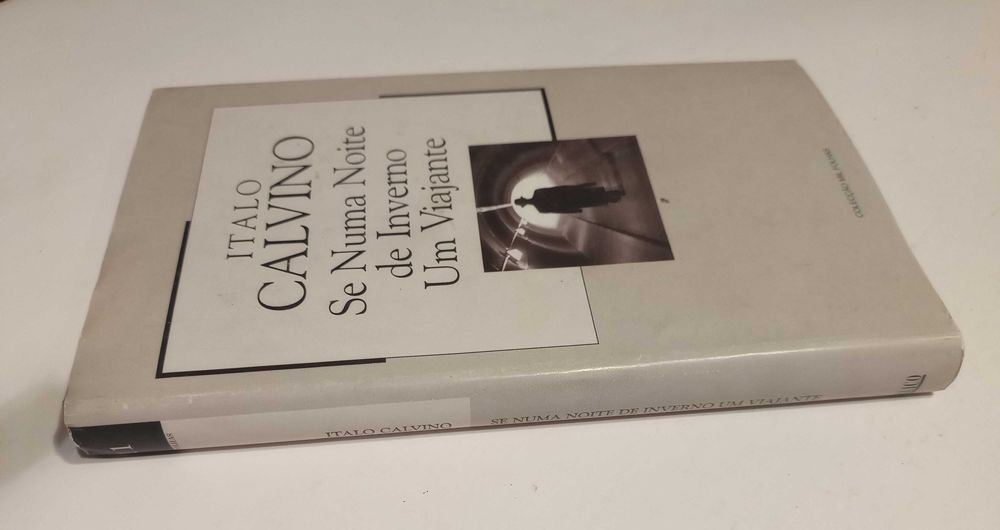 ITALO
CALVINO
Se Numa Noite
de Inverno
Um Viajante
COLECÇÃO MIL FOLHAS
1
ITALO CALVINO
SE NUMA NOITE DE INVERNO UM VIAJANTE